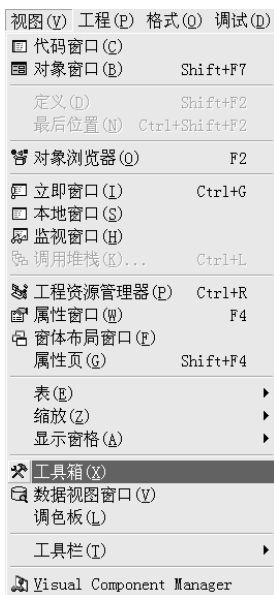 视图(V) 工程(P) 格式(O) 调试(D)
代码窗口(C)
对象窗口(B) Shift+F7
定义(D) Shift+F2
最后位置(N) Ctrl+Shift+F2
对象浏览器(O) F2
立即窗口(I) Ctrl+G
本地窗口(S)
监视窗口(H)
调用堆栈(K)... Ctrl+L
工程资源管理器(P) Ctrl+R
属性窗口(W) F4
窗体布局窗口(F)
属性页(G) Shift+F4
表(E)
缩放(Z)
显示窗格(A)
工具箱(X)
数据视图窗口(V)
调色板(L)
工具栏(T)
Visual Component Manager